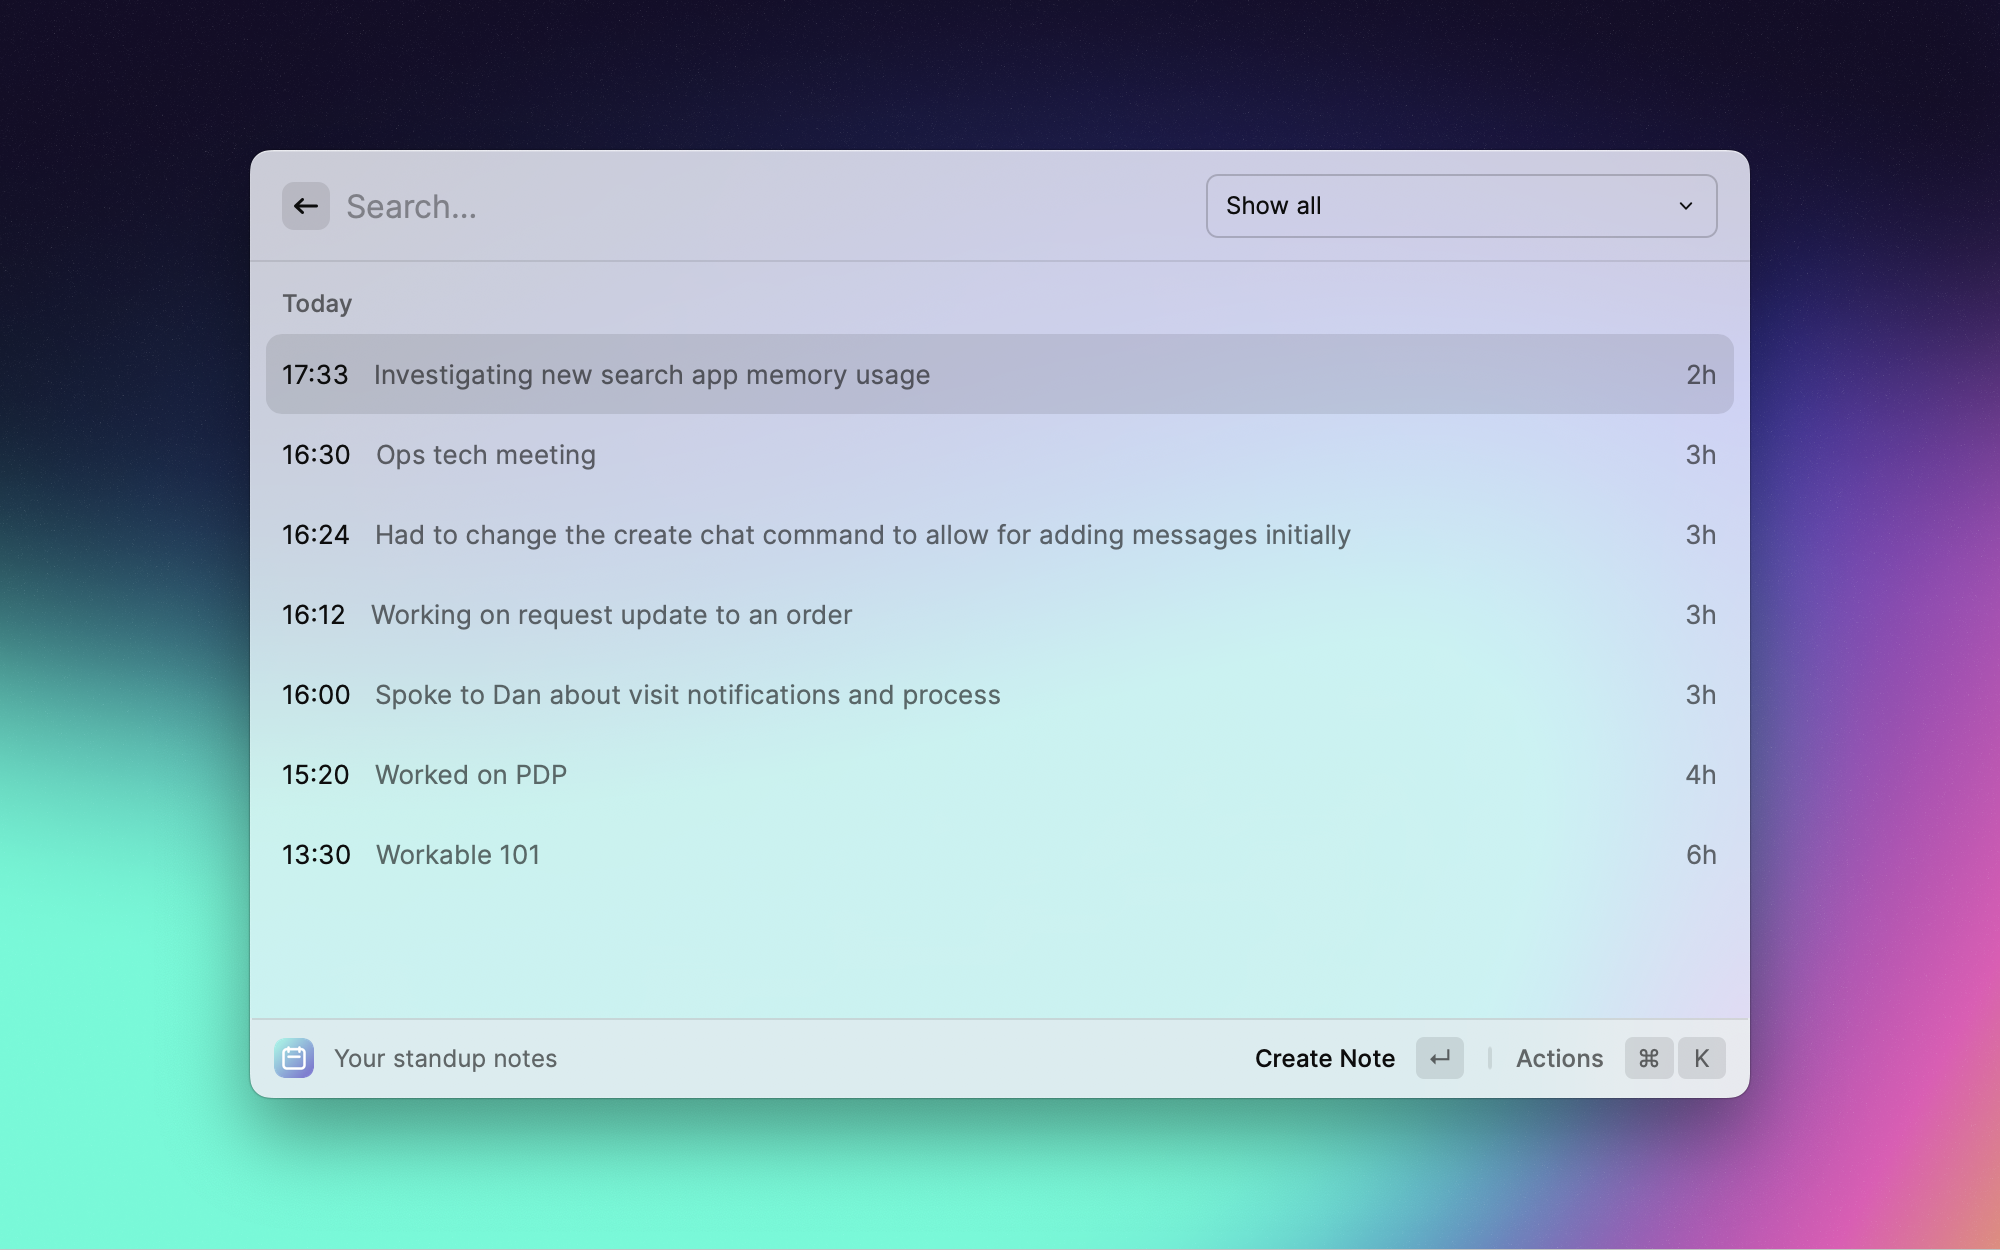 Search...
Show all
Today
17:33 Investigating new search app memory usage 2h
16:30 Ops tech meeting 3h
16:24 Had to change the create chat command to allow for adding messages initially 3h
16:12 Working on request update to an order 3h
16:00 Spoke to Dan about visit notifications and process 3h
15:20 Worked on PDP 4h
13:30 Workable 101 6h
Your standup notes Create Note ↵ Actions ⌘ K